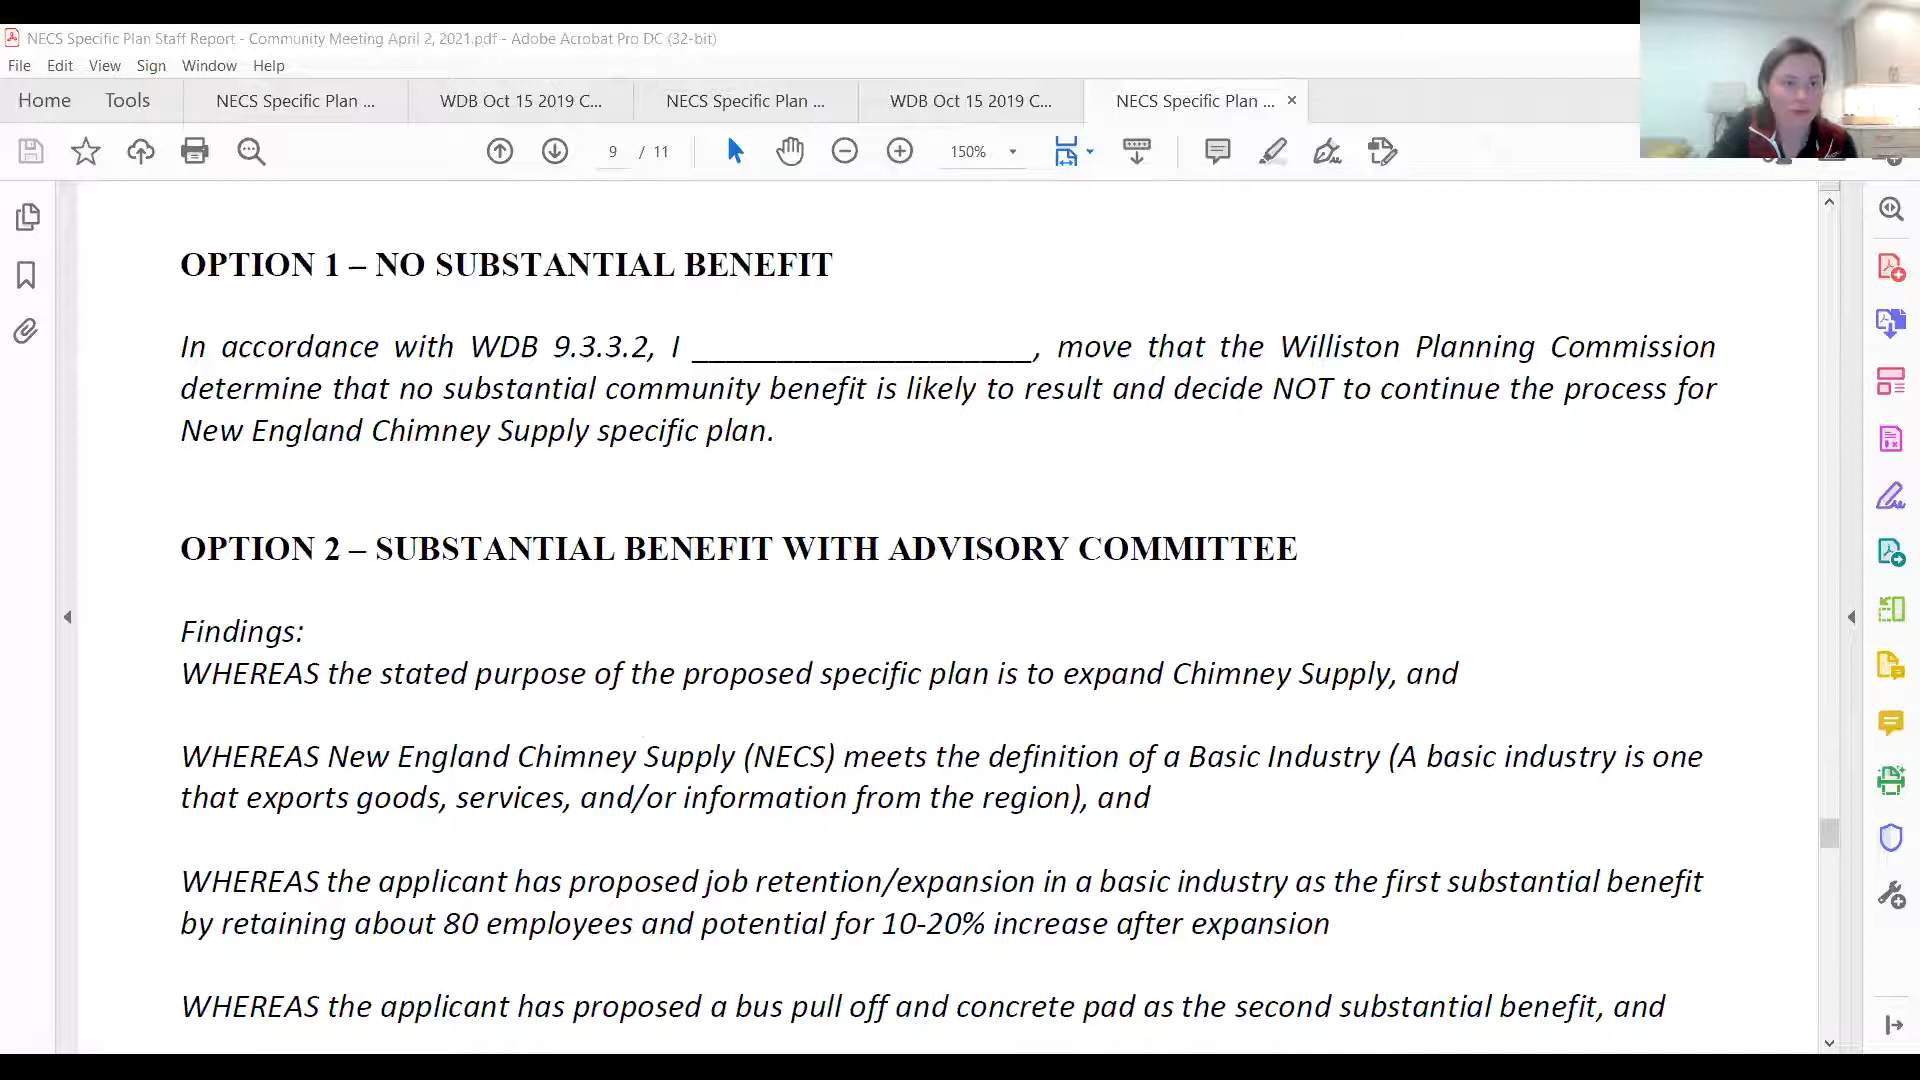 NECS Specific Plan Staff Report - Community Meeting April 2, 2021.pdf - Adobe Acrobat Pro DC (32-bit)
File Edit View Sign Window Help
Home Tools NECS Specific Plan ... WDB Oct 15 2019 C... NECS Specific Plan ... WDB Oct 15 2019 C... NECS Specific Plan ... ×
9 / 11 150%
OPTION 1 – NO SUBSTANTIAL BENEFIT
In accordance with WDB 9.3.3.2, I _____________________, move that the Williston Planning Commission
determine that no substantial community benefit is likely to result and decide NOT to continue the process for
New England Chimney Supply specific plan.
OPTION 2 – SUBSTANTIAL BENEFIT WITH ADVISORY COMMITTEE
Findings:
WHEREAS the stated purpose of the proposed specific plan is to expand Chimney Supply, and
WHEREAS New England Chimney Supply (NECS) meets the definition of a Basic Industry (A basic industry is one
that exports goods, services, and/or information from the region), and
WHEREAS the applicant has proposed job retention/expansion in a basic industry as the first substantial benefit
by retaining about 80 employees and potential for 10-20% increase after expansion
WHEREAS the applicant has proposed a bus pull off and concrete pad as the second substantial benefit, and